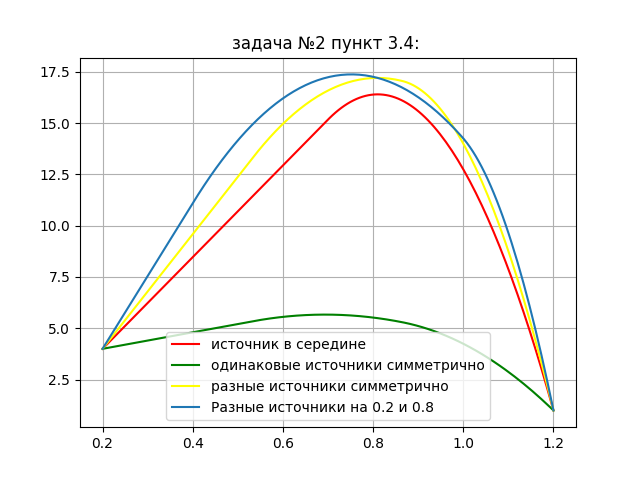 задача №2 пункт 3.4:
17.5
15.0
12.5
10.0
7.5
5.0
2.5
источник в середине
одинаковые источники симметрично
разные источники симметрично
Разные источники на 0.2 и 0.8
0.2 0.4 0.6 0.8 1.0 1.2